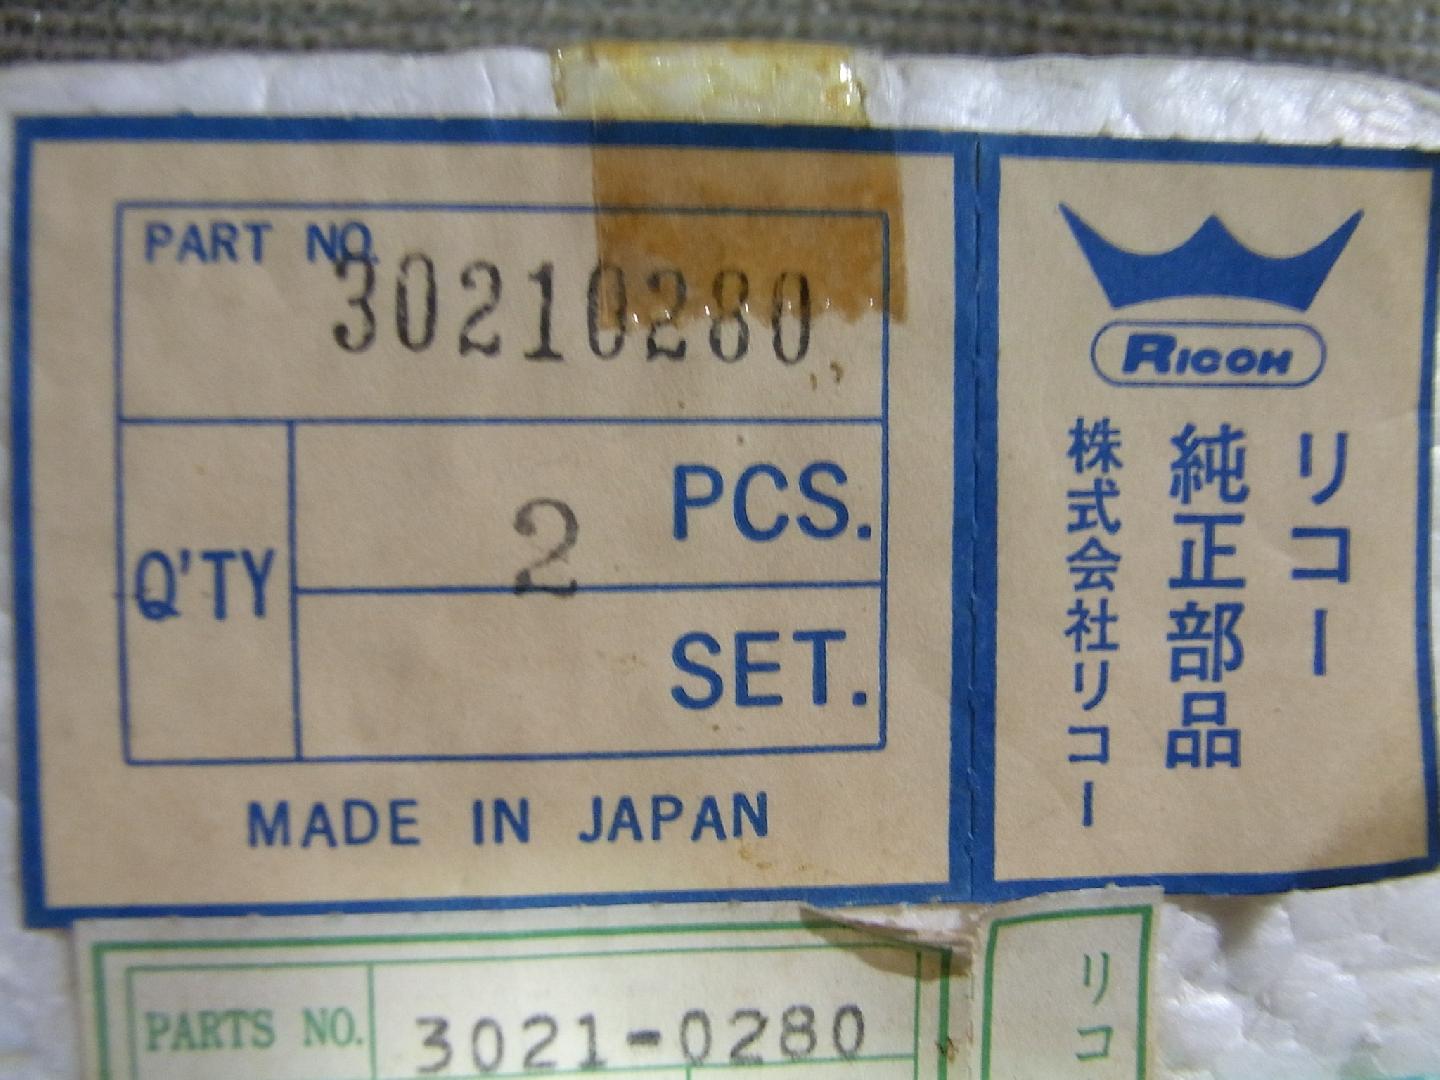 PART NO.
30210280
Q'TY
2 PCS.
SET.
MADE IN JAPAN
RICOH
リコー
純正部品
株式会社リコー
PARTS NO. 3021-0280
リコ